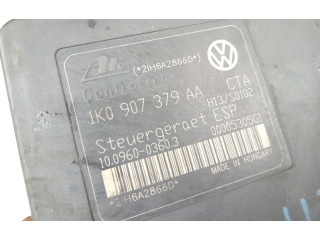 Ate (*2IH6A2866D*)
1K0 907 379 AA CTA
H13/S0102
Steuergeraet ESP
10.0960-0360.3 00005305G1
MADE IN HUNGARY
*2IH6A2866D*